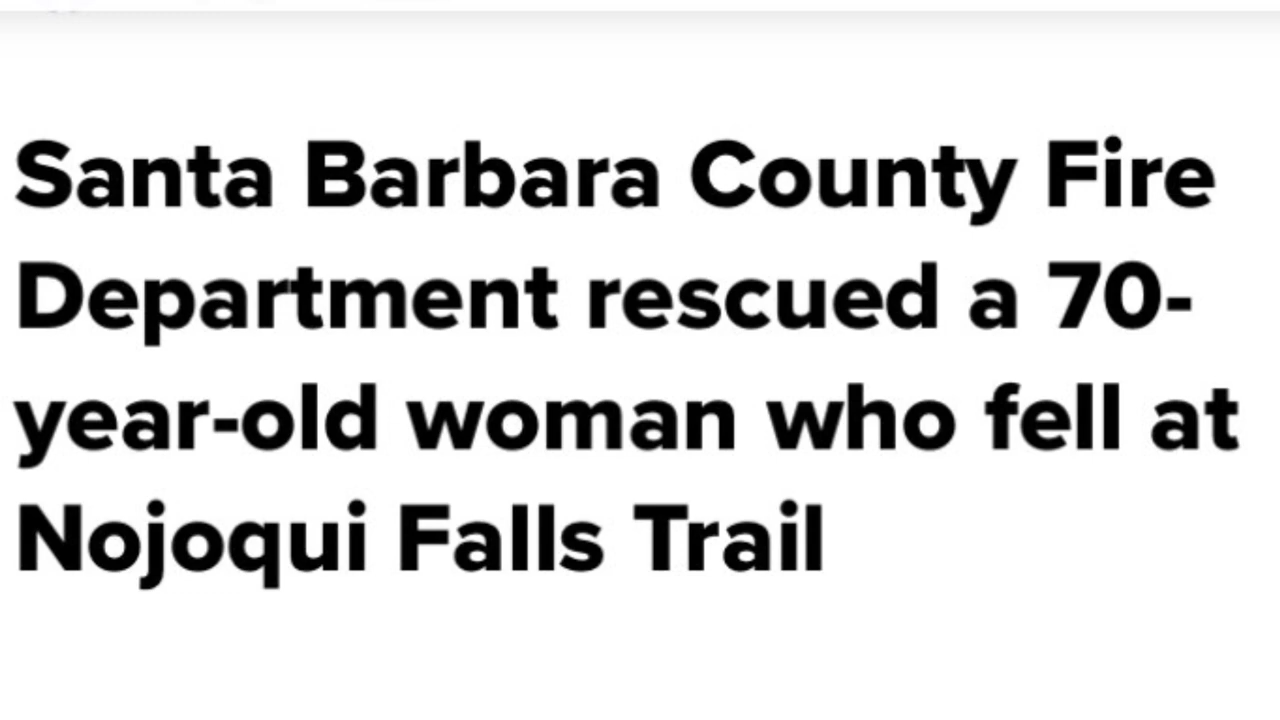 Santa Barbara County Fire
Department rescued a 70-
year-old woman who fell at
Nojoqui Falls Trail